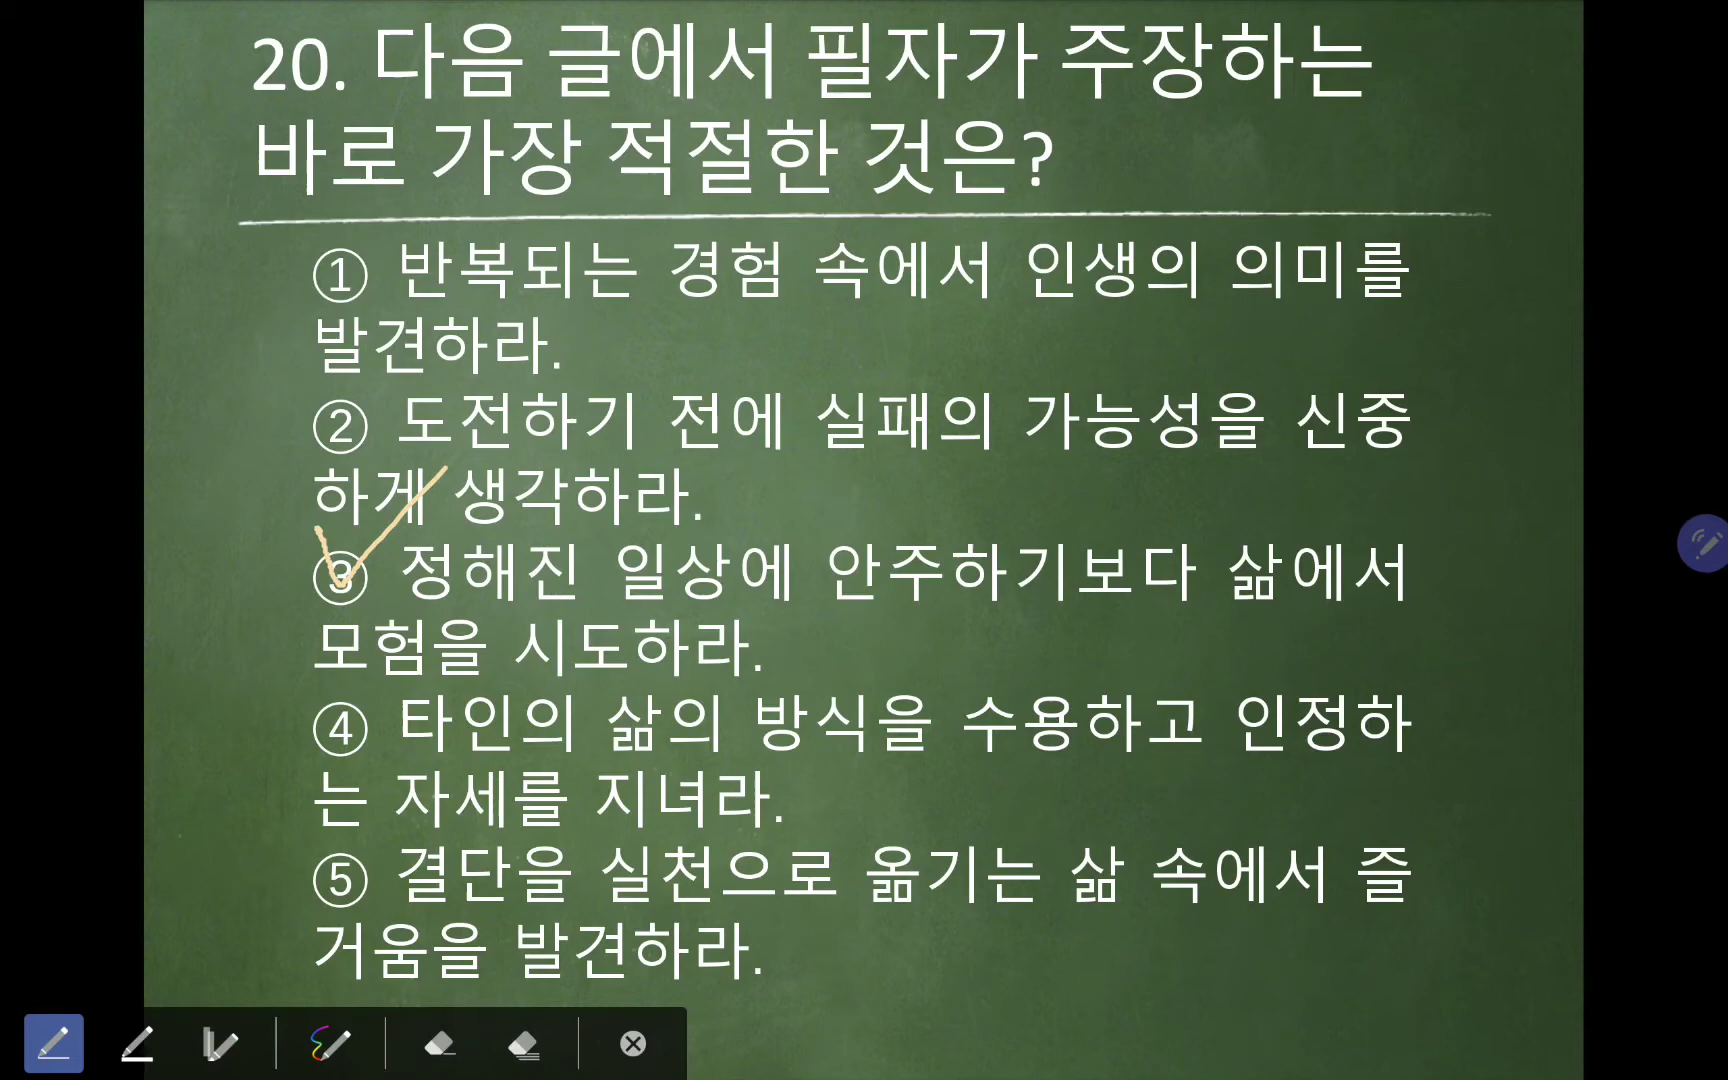 20. 다음 글에서 필자가 주장하는
바로 가장 적절한 것은?
① 반복되는 경험 속에서 인생의 의미를
발견하라.
② 도전하기 전에 실패의 가능성을 신중
하게 생각하라.
③ 정해진 일상에 안주하기보다 삶에서
모험을 시도하라.
④ 타인의 삶의 방식을 수용하고 인정하
는 자세를 지녀라.
⑤ 결단을 실천으로 옮기는 삶 속에서 즐
거움을 발견하라.